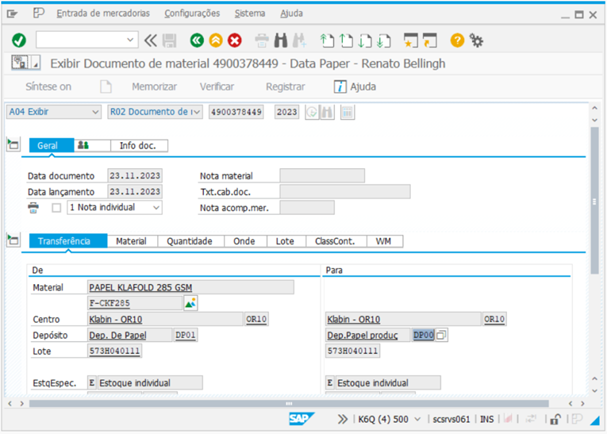 Entrada de mercadorias Configurações Sistema Ajuda
Exibir Documento de material 4900378449 - Data Paper - Renato Bellingh
Síntese on Memorizar Verificar Registrar Ajuda
A04 Exibir R02 Documento de 4900378449 2023
Geral Info doc.
Data documento 23.11.2023 Nota material
Data lançamento 23.11.2023 Txt.cab.doc.
1 Nota individual Nota acomp.mer.
Transferência Material Quantidade Onde Lote ClassCont. WM
De Para
Material PAPEL KLAFOLD 285 GSM
F-CKF285
Centro Klabin - OR10 OR10 Klabin - OR10 OR10
Depósito Dep. De Papel DP01 Dep.Papel produç DP00
Lote 573H040111 573H040111
EstqEspec. E Estoque individual E Estoque individual
SAP K6Q (4) 500 scsrvs061 INS